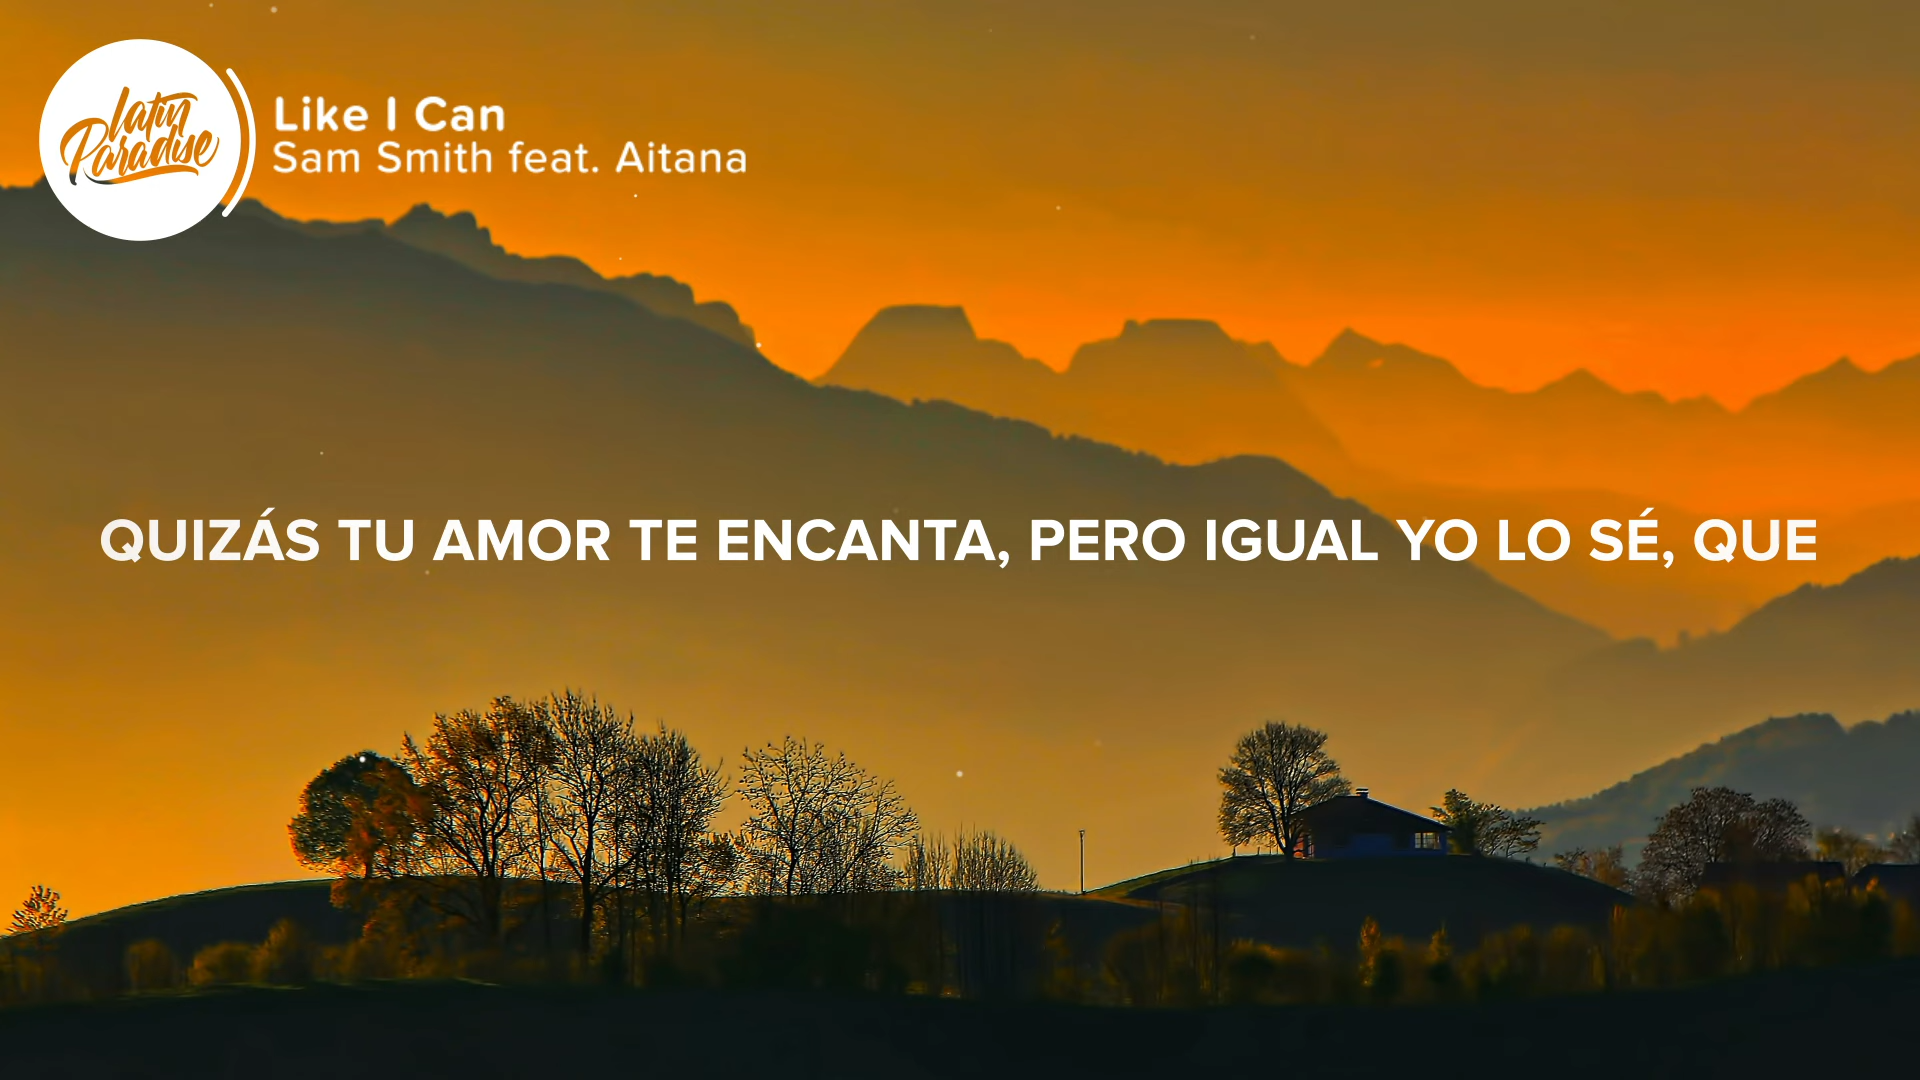 latin
Paradise
Like I Can
Sam Smith feat. Aitana
QUIZÁS TU AMOR TE ENCANTA, PERO IGUAL YO LO SÉ, QUE